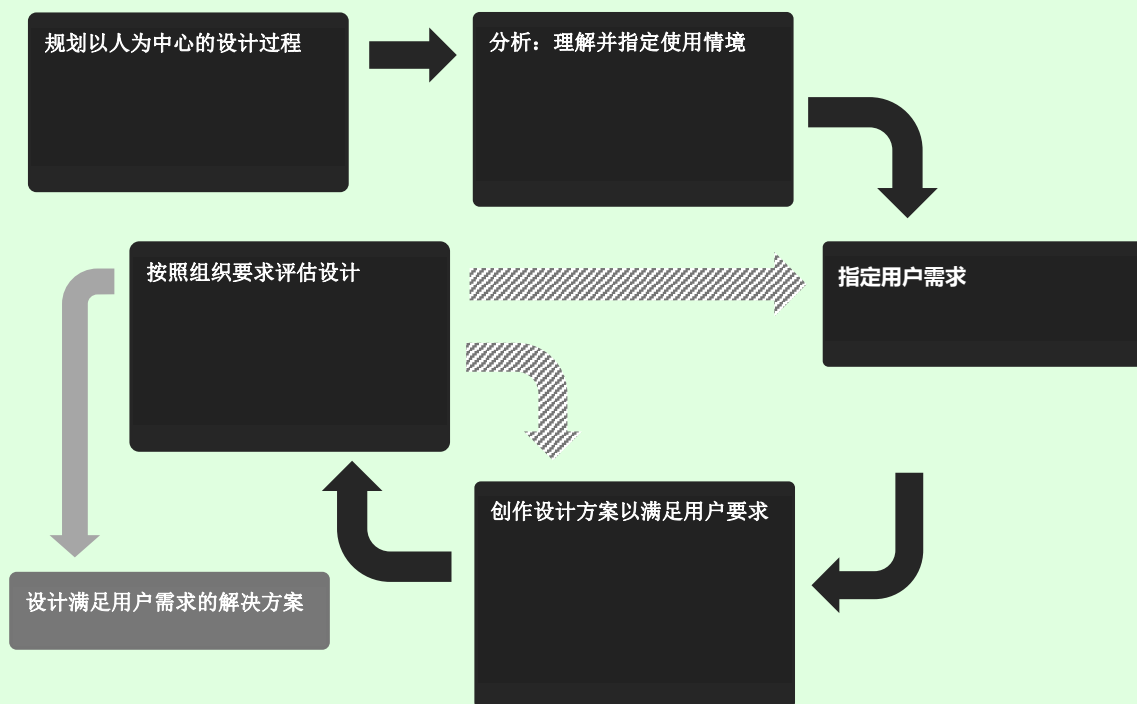 规划以人为中心的设计过程
分析：理解并指定使用情境
按照组织要求评估设计
指定用户需求
创作设计方案以满足用户要求
设计满足用户需求的解决方案